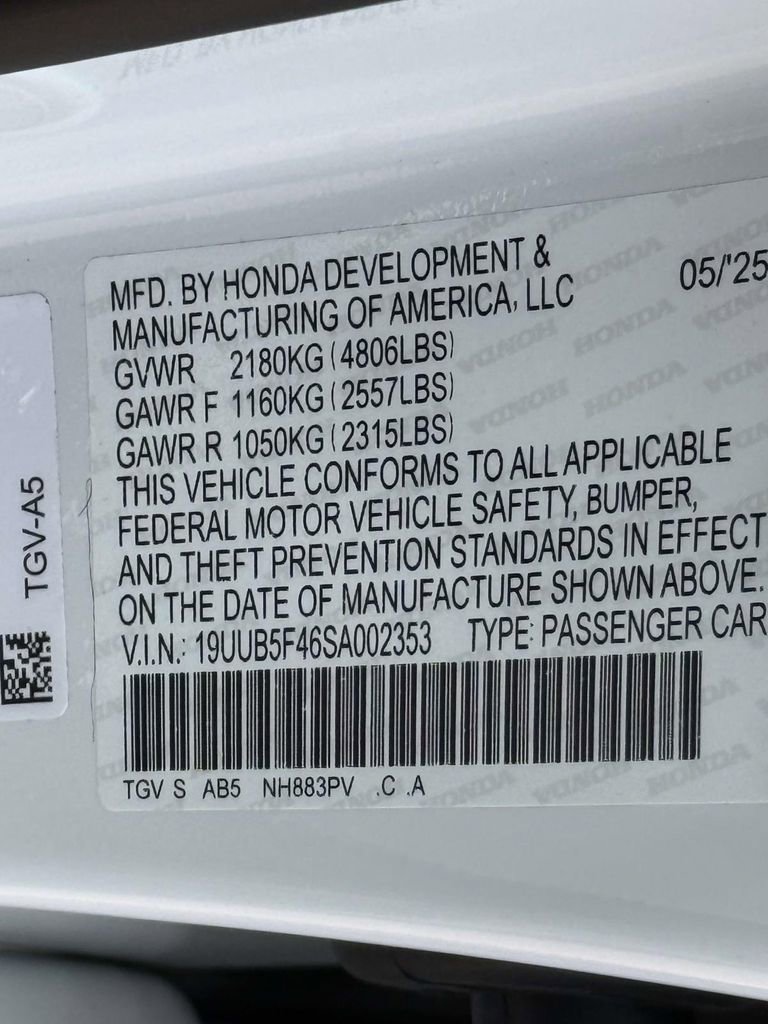 MFD. BY HONDA DEVELOPMENT &
MANUFACTURING OF AMERICA, LLC
05/'25
GVWR 2180KG (4806LBS)
GAWR F 1160KG (2557LBS)
GAWR R 1050KG (2315LBS)
THIS VEHICLE CONFORMS TO ALL APPLICABLE
FEDERAL MOTOR VEHICLE SAFETY, BUMPER,
AND THEFT PREVENTION STANDARDS IN EFFECT
ON THE DATE OF MANUFACTURE SHOWN ABOVE.
V.I.N.: 19UUB5F46SA002353 TYPE: PASSENGER CAR
TGV S AB5 NH883PV .C .A
TGV-A5